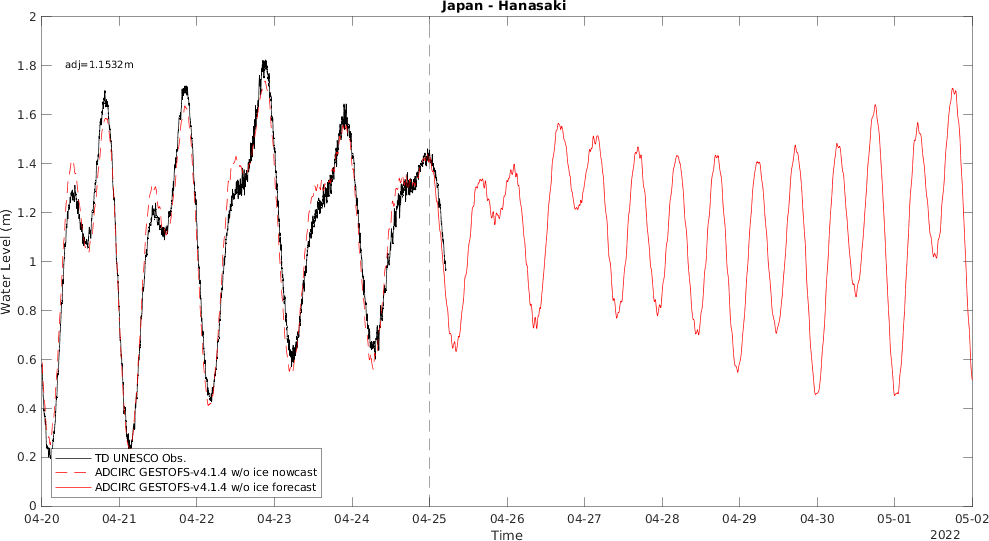 Japan - Hanasaki
adj=1.1532m
Water Level (m)
2
1.8
1.6
1.4
1.2
1
0.8
0.6
0.4
0.2
0
TD UNESCO Obs.
ADCIRC GESTOFS-v4.1.4 w/o ice nowcast
ADCIRC GESTOFS-v4.1.4 w/o ice forecast
04-20 04-21 04-22 04-23 04-24 04-25 04-26 04-27 04-28 04-29 04-30 05-01 05-02
Time
2022